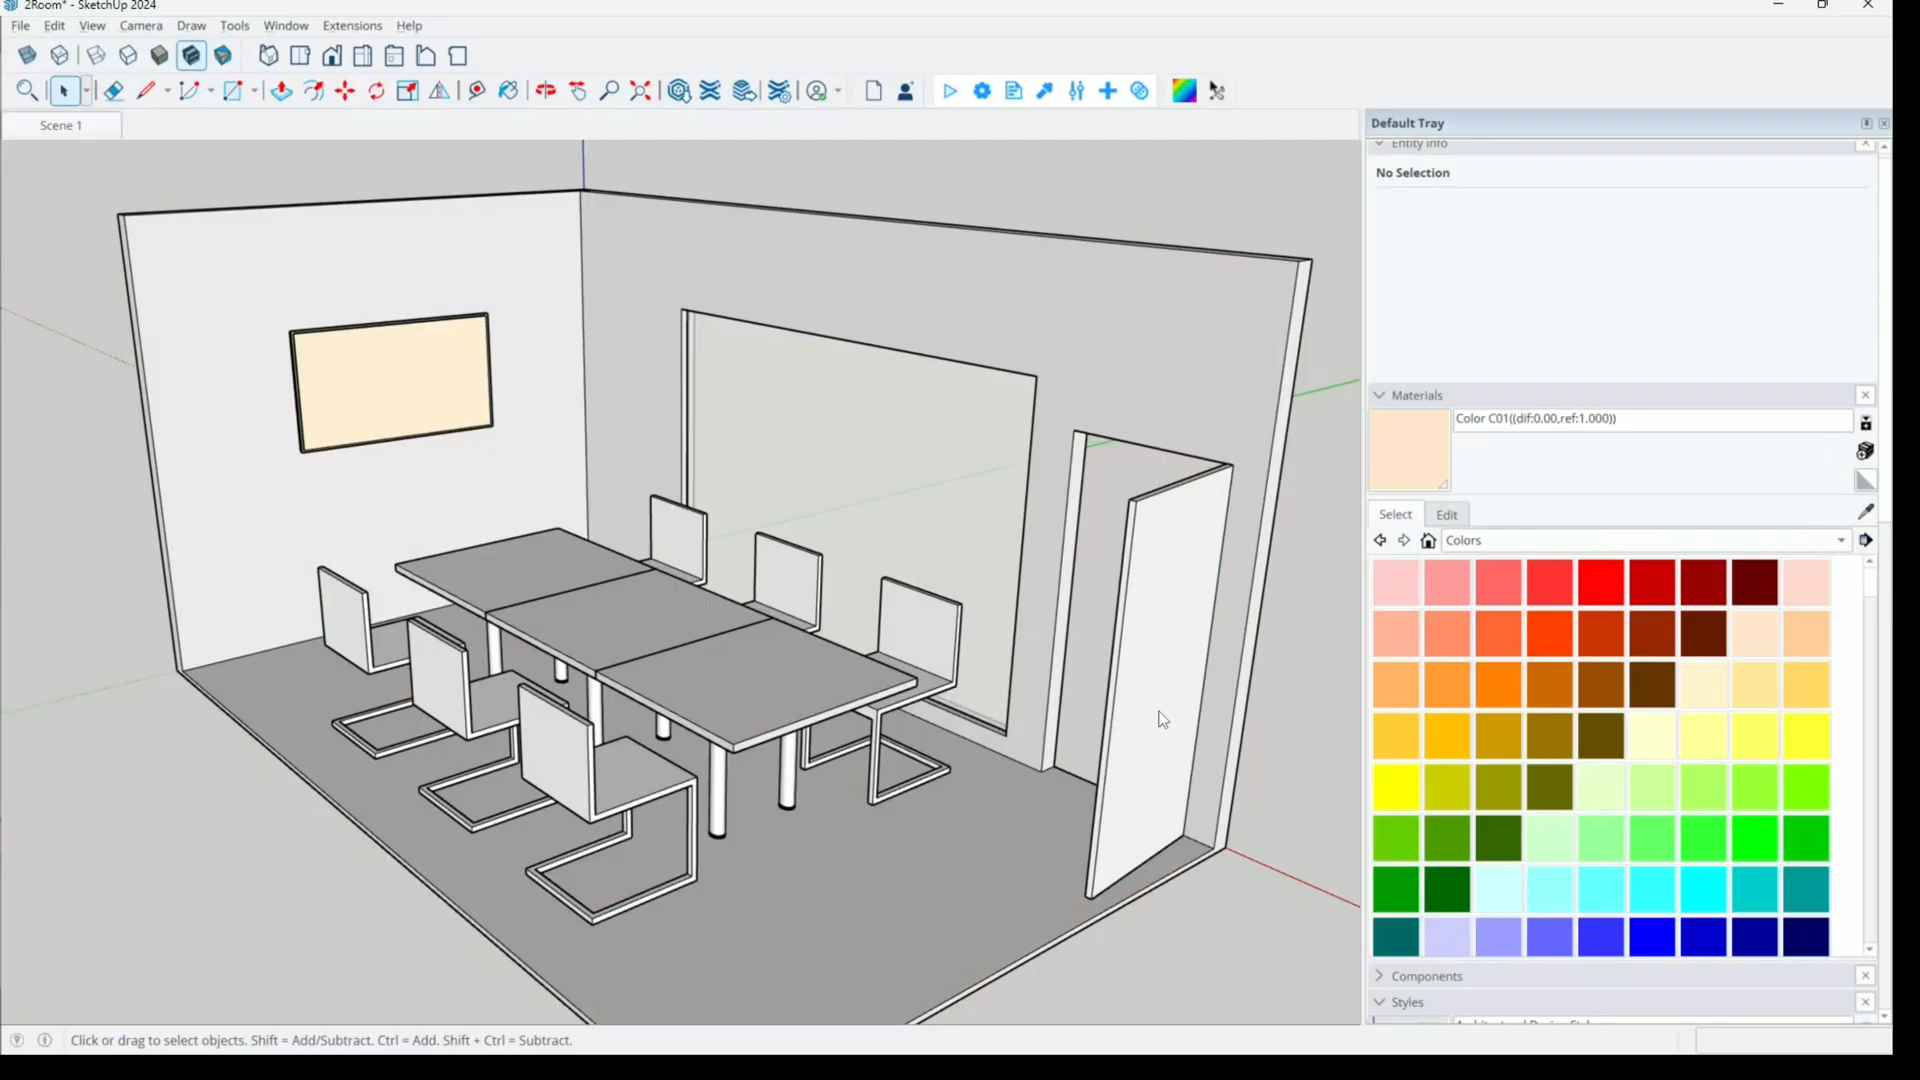 2Room* - SketchUp 2024
File Edit View Camera Draw Tools Window Extensions Help
Scene 1
Default Tray
Entity Info
No Selection
Materials
Color C01((dif:0.00,ref:1.000))
Select Edit
Colors
Components
Styles
Click or drag to select objects. Shift = Add/Subtract. Ctrl = Add. Shift + Ctrl = Subtract.